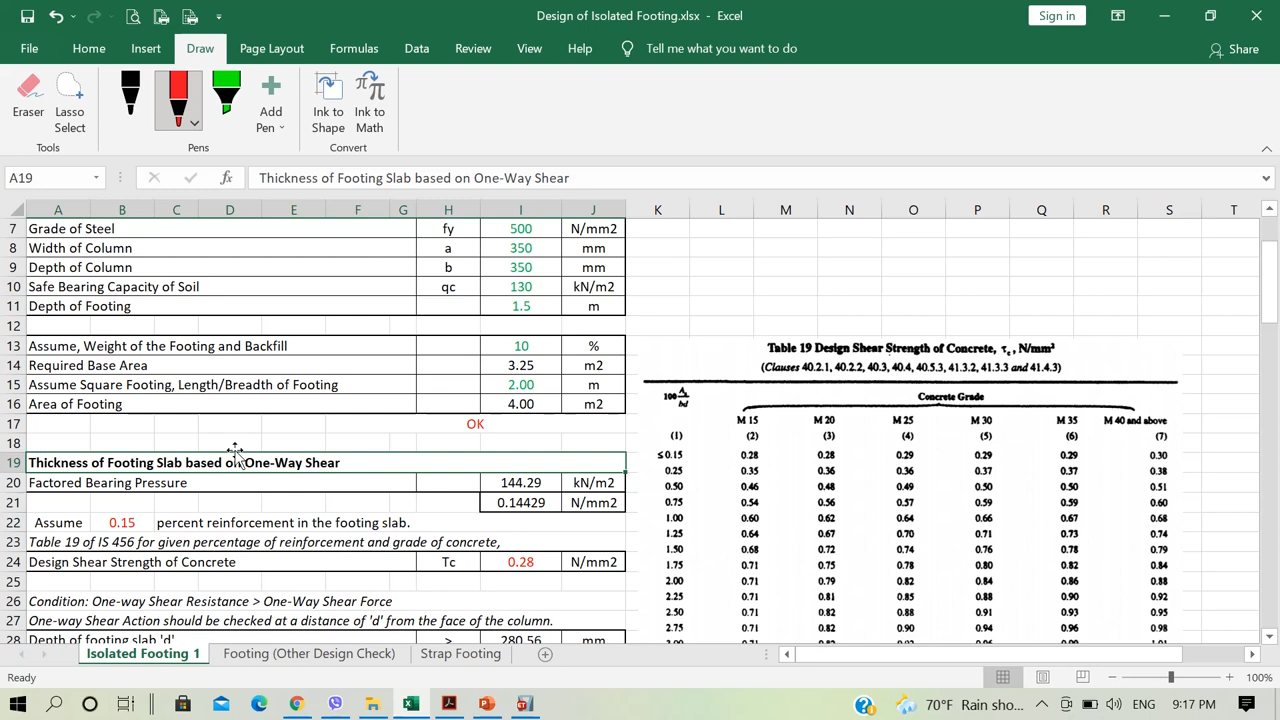 Design of Isolated Footing.xlsx - Excel
Sign in
File Home Insert Draw Page Layout Formulas Data Review View Help Tell me what you want to do Share
Eraser Lasso Select Add Pen Ink to Shape Ink to Math
Tools Pens Convert
A19 fx Thickness of Footing Slab based on One-Way Shear
A B C D E F G H I J K L M N O P Q R S T
7 Grade of Steel fy 500 N/mm2
8 Width of Column a 350 mm
9 Depth of Column b 350 mm
10 Safe Bearing Capacity of Soil qc 130 kN/m2
11 Depth of Footing 1.5 m
12
13 Assume, Weight of the Footing and Backfill 10 %
14 Required Base Area 3.25 m2
15 Assume Square Footing, Length/Breadth of Footing 2.00 m
16 Area of Footing 4.00 m2
17 OK
18
19 Thickness of Footing Slab based on One-Way Shear
20 Factored Bearing Pressure 144.29 kN/m2
21 0.14429 N/mm2
22 Assume 0.15 percent reinforcement in the footing slab.
23 Table 19 of IS 456 for given percentage of reinforcement and grade of concrete,
24 Design Shear Strength of Concrete Tc 0.28 N/mm2
25
26 Condition: One-way Shear Resistance > One-Way Shear Force
27 One-way Shear Action should be checked at a distance of 'd' from the face of the column.
28 Depth of footing slab 'd' > 280.56 mm
Table 19 Design Shear Strength of Concrete, τc , N/mm²
(Clauses 40.2.1, 40.2.2, 40.3, 40.4, 40.5.3, 41.3.2, 41.3.3 and 41.4.3)
100 As/bd Concrete Grade
M 15 M 20 M 25 M 30 M 35 M 40 and above
(1) (2) (3) (4) (5) (6) (7)
≤ 0.15 0.28 0.28 0.29 0.29 0.29 0.30
0.25 0.35 0.36 0.36 0.37 0.37 0.38
0.50 0.46 0.48 0.49 0.50 0.50 0.51
0.75 0.54 0.56 0.57 0.59 0.59 0.60
1.00 0.60 0.62 0.64 0.66 0.67 0.68
1.25 0.64 0.67 0.70 0.71 0.73 0.74
1.50 0.68 0.72 0.74 0.76 0.78 0.79
1.75 0.71 0.75 0.78 0.80 0.82 0.84
2.00 0.71 0.79 0.82 0.84 0.86 0.88
2.25 0.71 0.81 0.85 0.88 0.90 0.92
2.50 0.71 0.82 0.88 0.91 0.93 0.95
2.75 0.71 0.82 0.90 0.94 0.96 0.98
Isolated Footing 1 Footing (Other Design Check) Strap Footing
Ready 100%
70°F Rain sho... ENG 9:17 PM